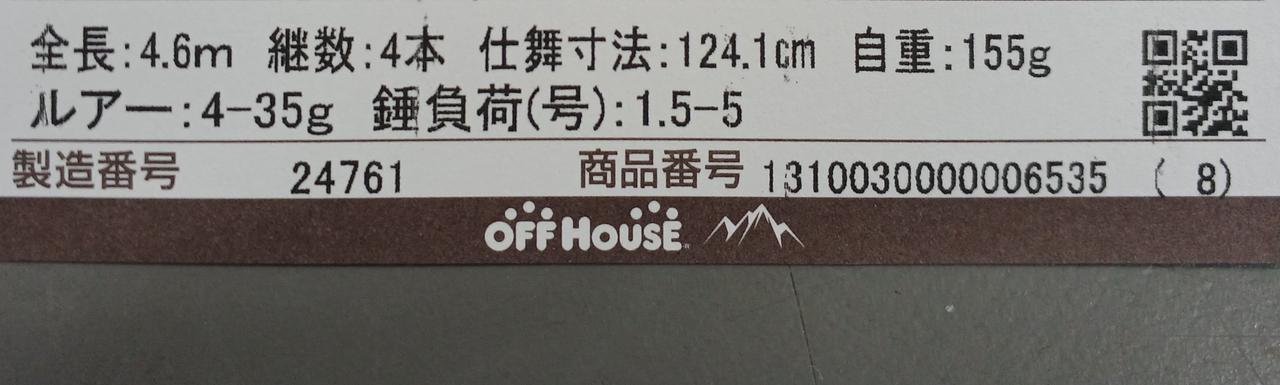 全長:4.6m 継数:4本 仕舞寸法:124.1cm 自重:155g
ルアー:4-35g 錘負荷(号):1.5-5
製造番号 24761 商品番号 1310030000006535 ( 8)
OFF HOUSE